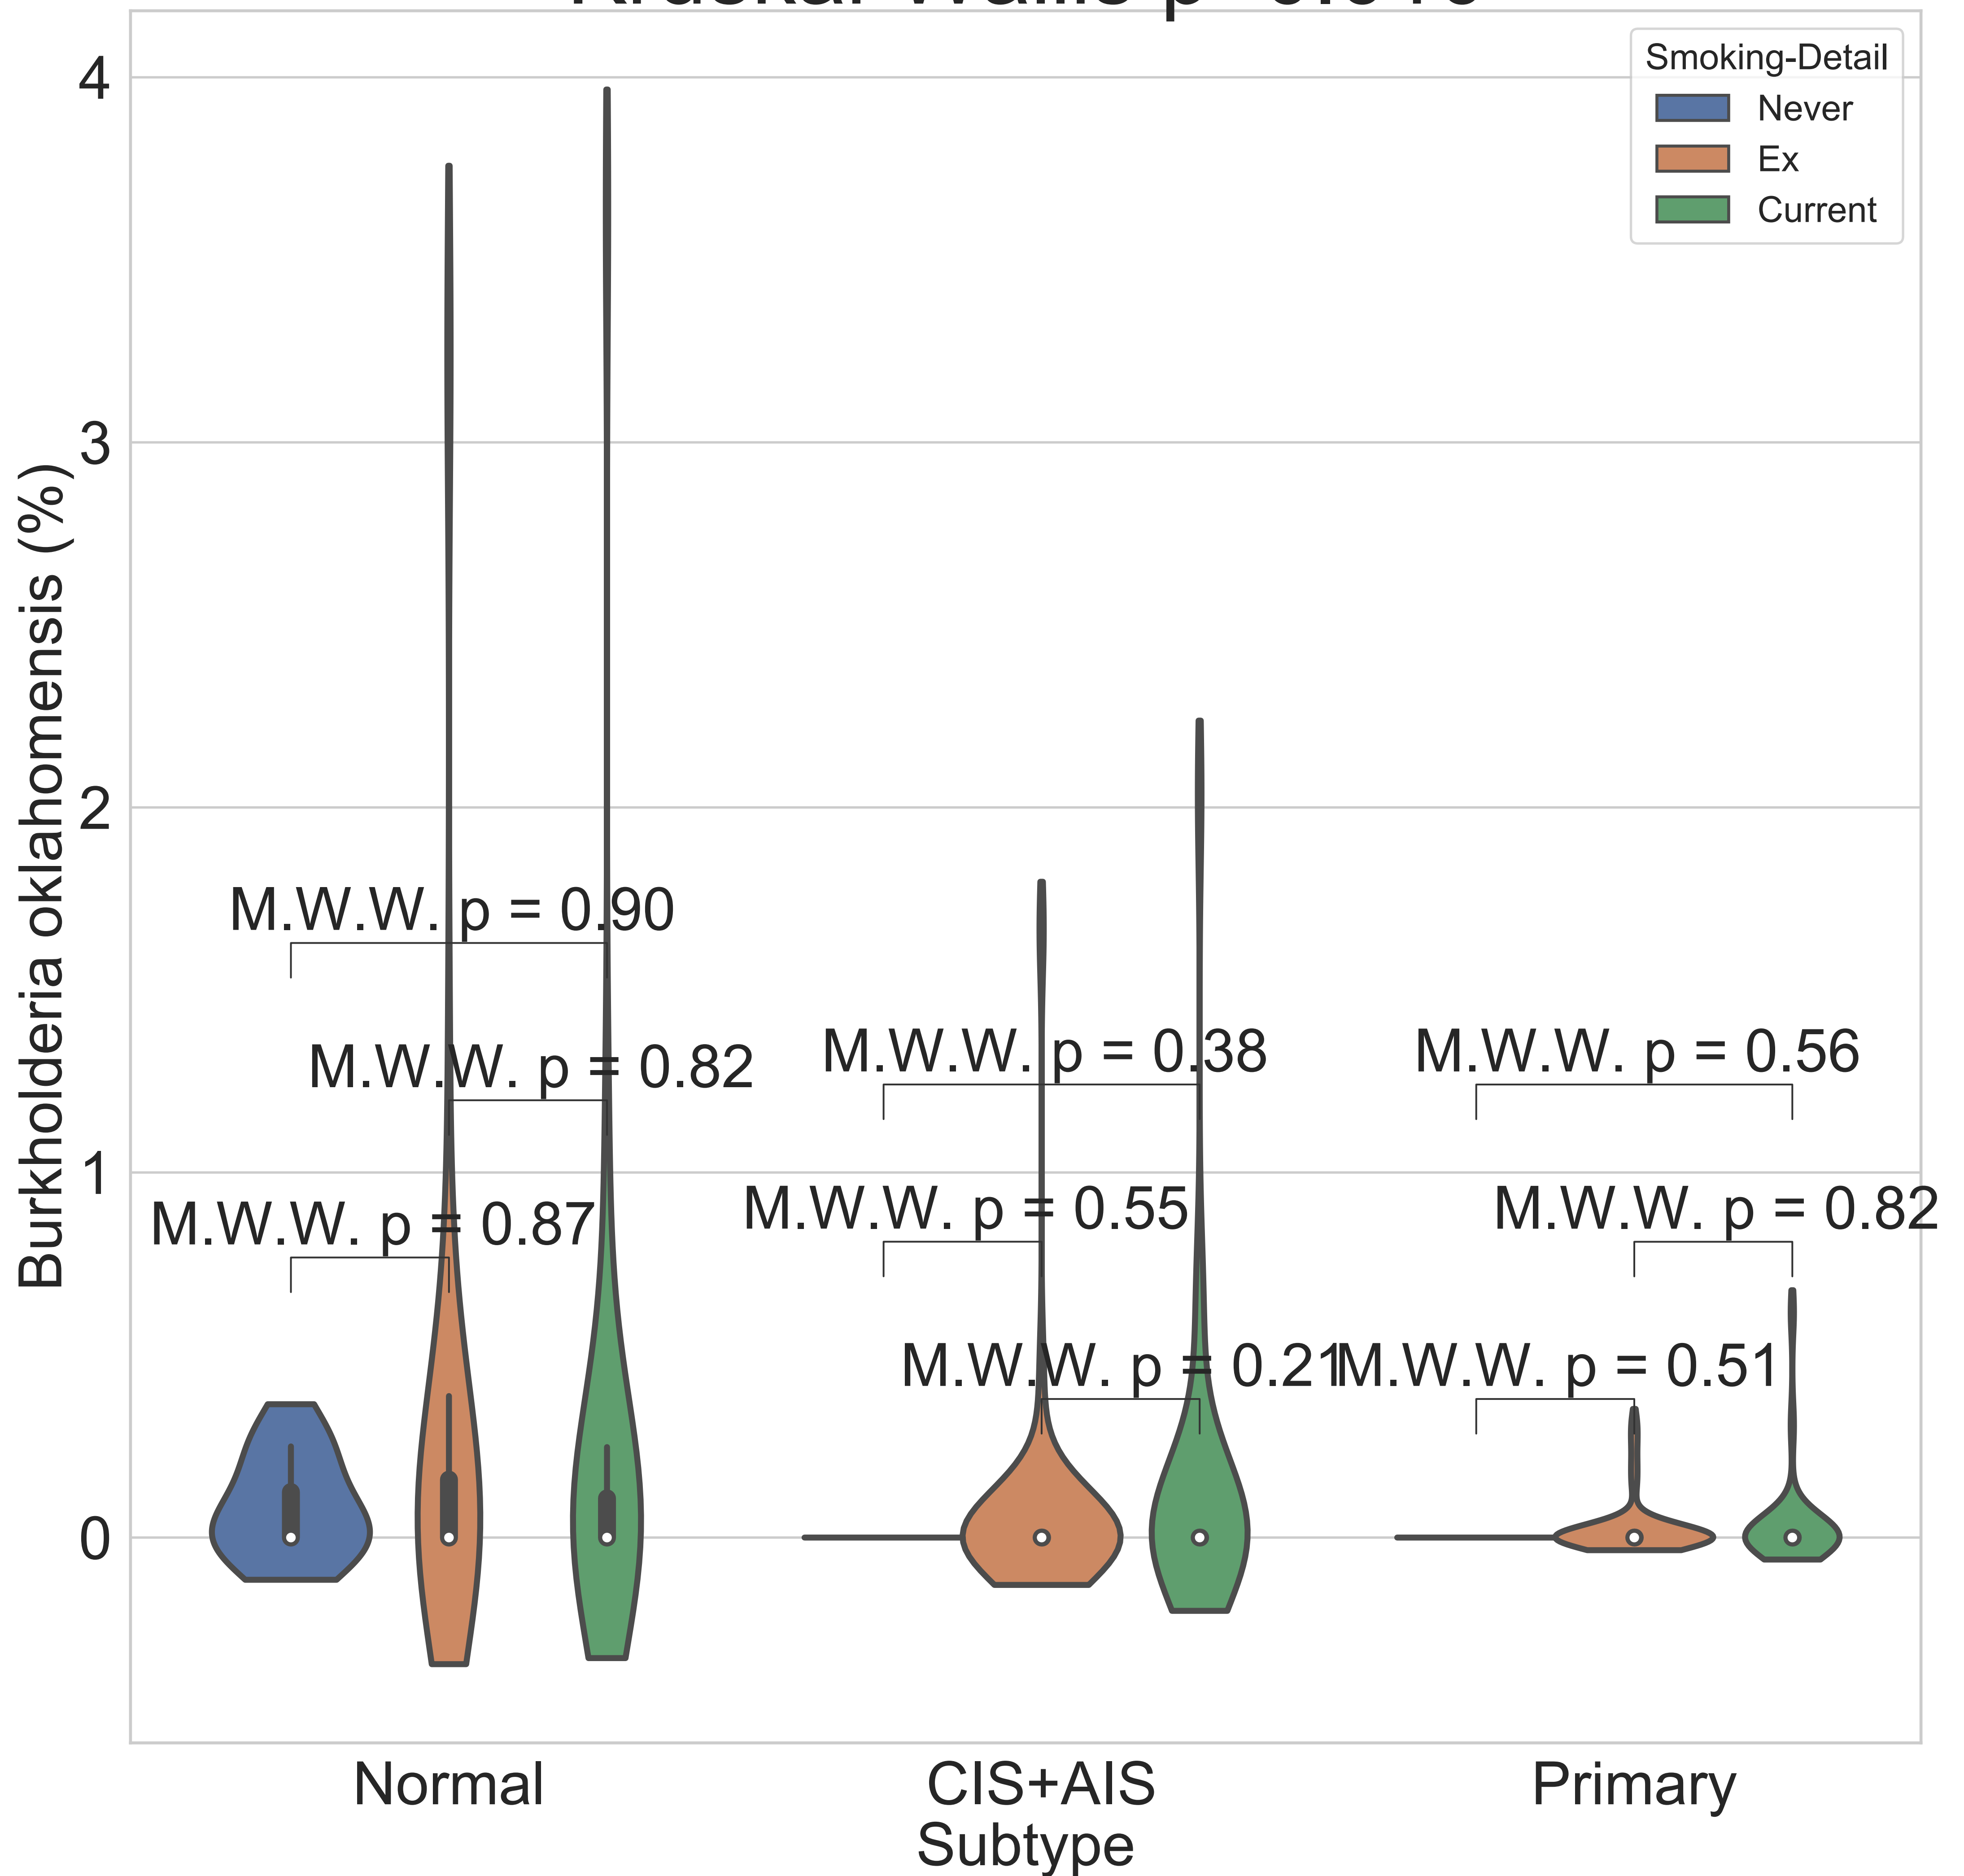 Smoking-Detail
Never
Ex
Current
Burkholderia oklahomensis (%)
4
3
2
1
0
M.W.W. p = 0.90
M.W.W. p = 0.82
M.W.W. p = 0.87
M.W.W. p = 0.38
M.W.W. p = 0.55
M.W.W. p = 0.21
M.W.W. p = 0.56
M.W.W. p = 0.82
M.W.W. p = 0.51
Normal
CIS+AIS
Primary
Subtype